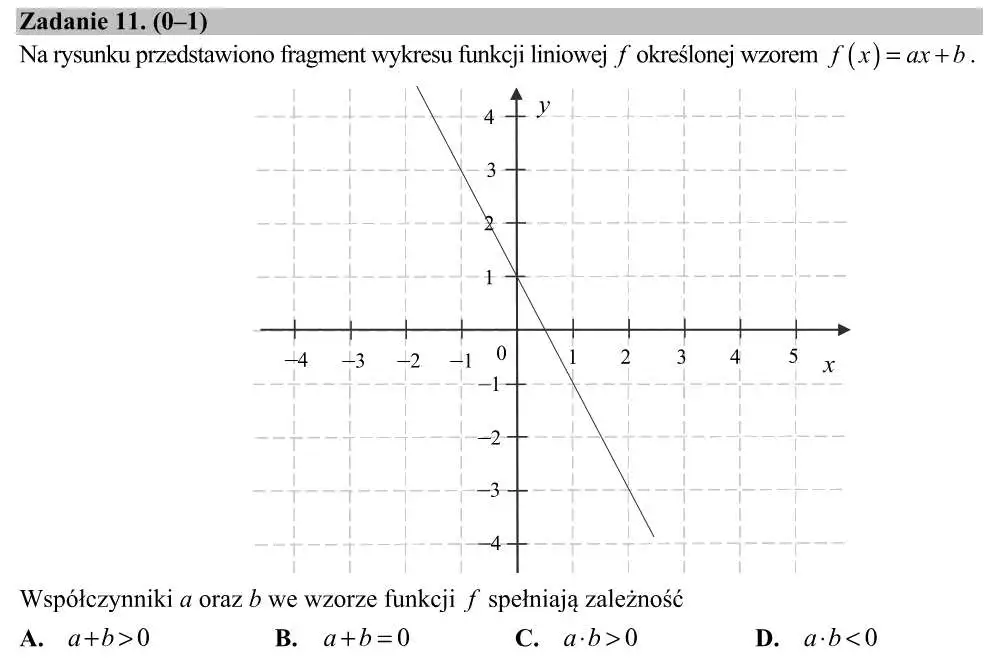 Zadanie 11. (0–1)
Na rysunku przedstawiono fragment wykresu funkcji liniowej f określonej wzorem f(x)=ax+b.
4 y
3
2
1
–4 –3 –2 –1 0 1 2 3 4 5 x
–1
–2
–3
–4
Współczynniki a oraz b we wzorze funkcji f spełniają zależność
A. a+b>0 B. a+b=0 C. a·b>0 D. a·b<0